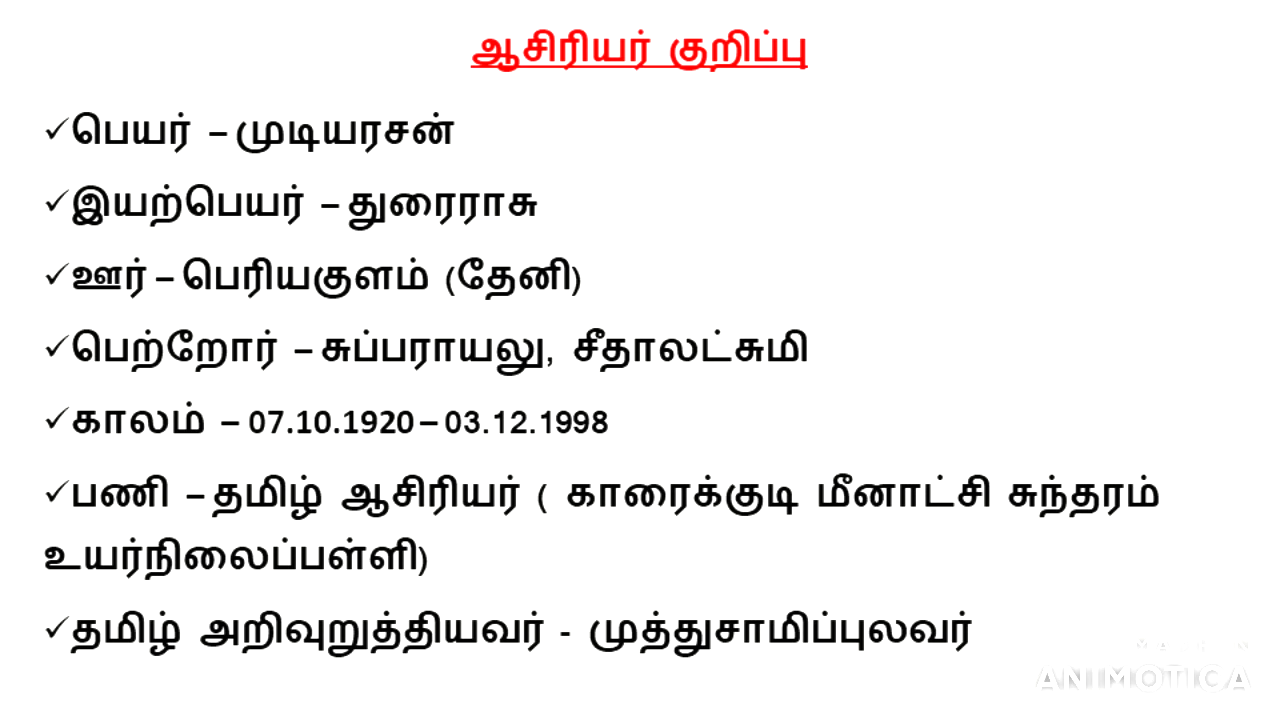 ஆசிரியர் குறிப்பு
✓பெயர் – முடியரசன்
✓இயற்பெயர் – துரைராசு
✓ஊர் – பெரியகுளம் (தேனி)
✓பெற்றோர் – சுப்பராயலு, சீதாலட்சுமி
✓காலம் – 07.10.1920 – 03.12.1998
✓பணி – தமிழ் ஆசிரியர் ( காரைக்குடி மீனாட்சி சுந்தரம்
உயர்நிலைப்பள்ளி)
✓தமிழ் அறிவுறுத்தியவர் - முத்துசாமிப்புலவர்
ANIMOTICA